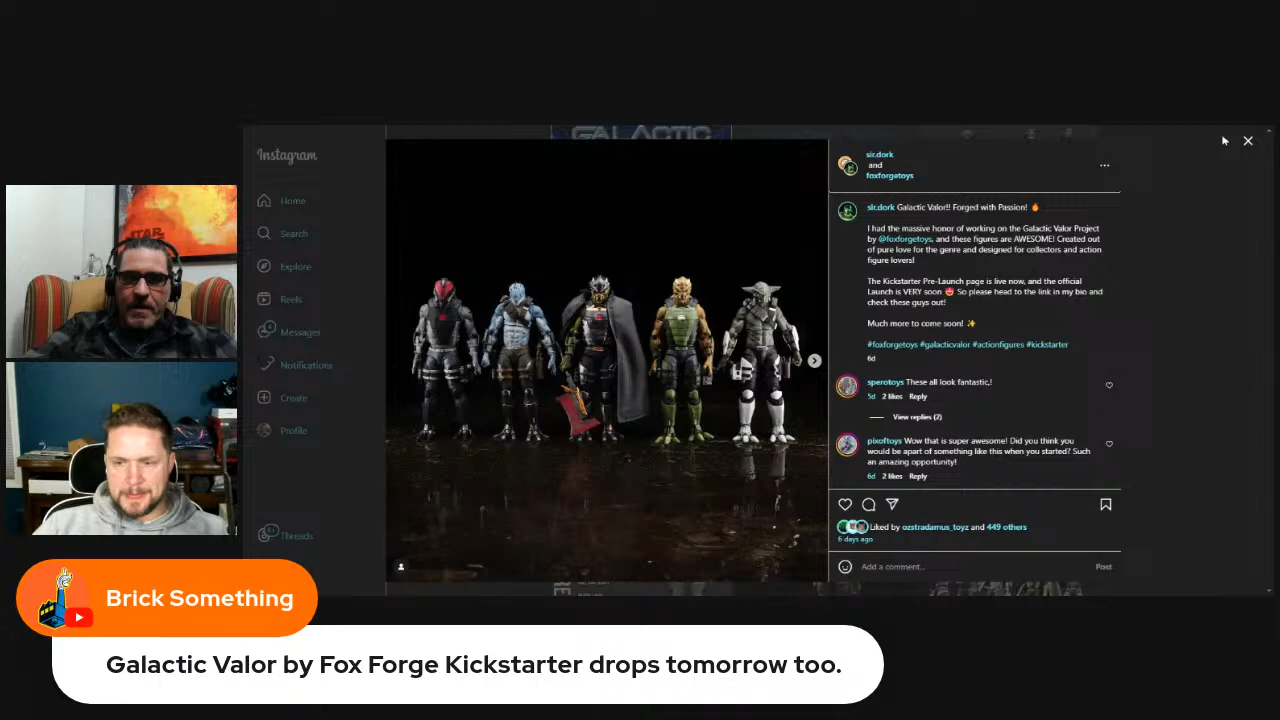 GALACTIC
Instagram
Home
Search
Explore
Reels
Messages
Notifications
Create
Profile
Threads
STAR
sir.dork
and
foxforgetoys
sir.dork Galactic Valor!! Forged with Passion! 🔥
I had the massive honor of working on the Galactic Valor Project
by @foxforgetoys, and these figures are AWESOME! Created out
of pure love for the genre and designed for collectors and action
figure lovers!
The Kickstarter Pre-Launch page is live now, and the official
Launch is VERY soon 🤩 So please head to the link in my bio and
check these guys out!
Much more to come soon! ✨
#foxforgetoys #galacticvalor #actionfigures #kickstarter
6d
sperotoys These all look fantastic,!
5d 2 likes Reply
View replies (2)
pixoftoys Wow that is super awesome! Did you think you
would be apart of something like this when you started? Such
an amazing opportunity!
6d 2 likes Reply
Liked by ozstradamus_toyz and 449 others
6 days ago
Add a comment...
Post
Brick Something
Galactic Valor by Fox Forge Kickstarter drops tomorrow too.